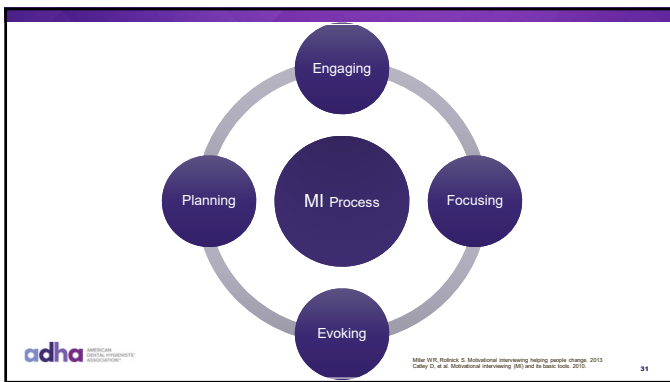 Engaging
Planning
MI Process
Focusing
Evoking
adha AMERICAN
DENTAL HYGIENISTS'
ASSOCIATION®
Miller WR, Rollnick S. Motivational interviewing helping people change. 2013
Catley D, et al. Motivational interviewing (MI) and its basic tools. 2010.
31